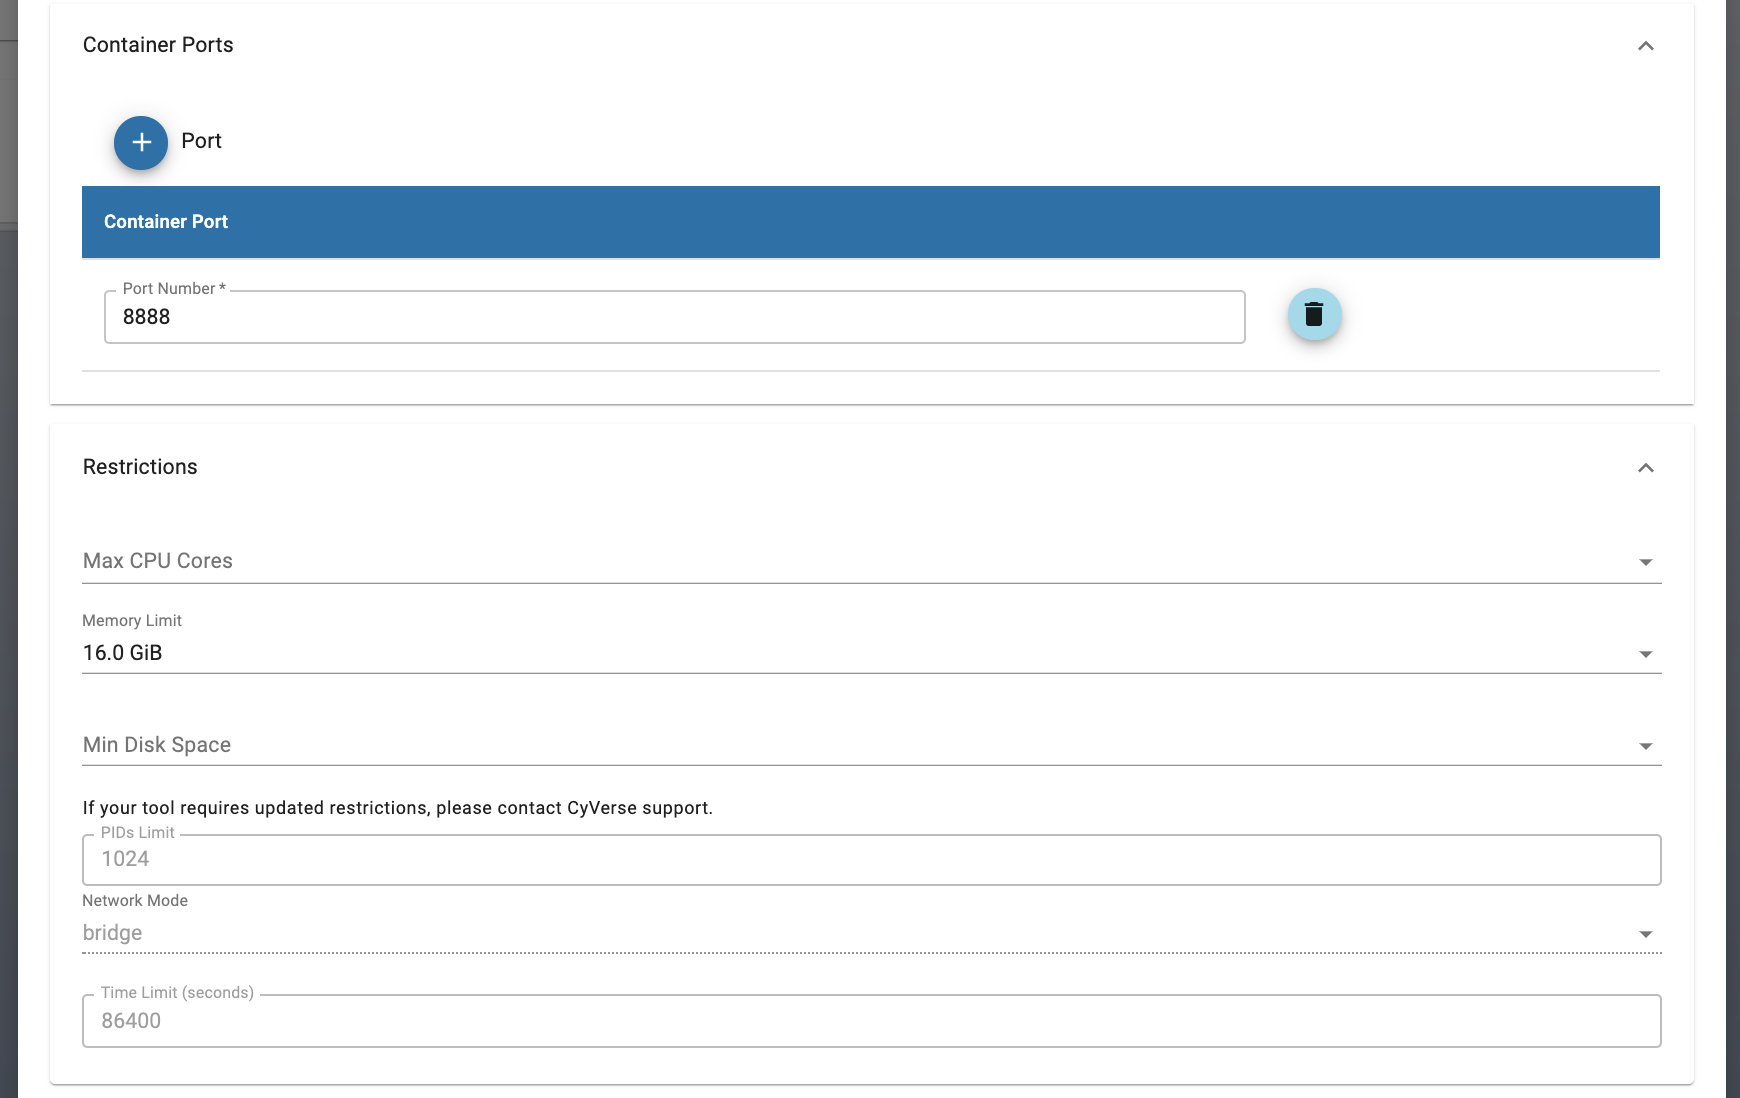 Container Ports
Port
Container Port
Port Number *
8888
Restrictions
Max CPU Cores
Memory Limit
16.0 GiB
Min Disk Space
If your tool requires updated restrictions, please contact CyVerse support.
PIDs Limit
1024
Network Mode
bridge
Time Limit (seconds)
86400